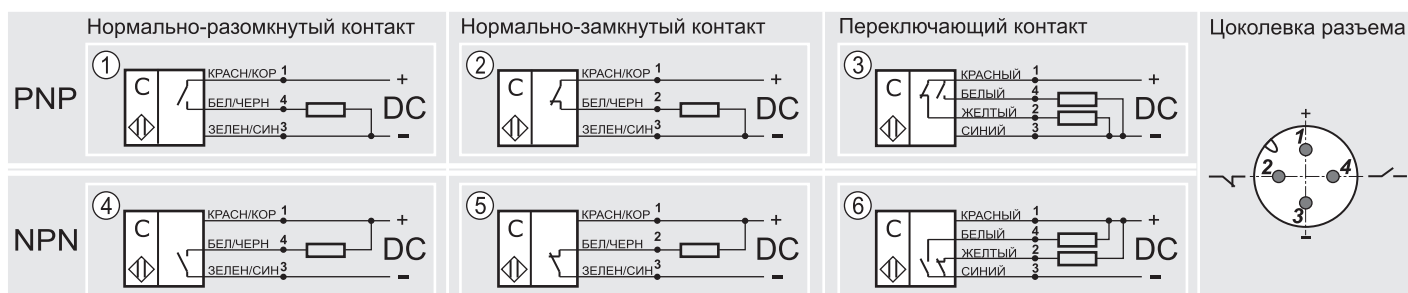 Нормально-разомкнутый контакт
Нормально-замкнутый контакт
Переключающий контакт
Цоколевка разъема
PNP
1
C
КРАСН/КОР 1
БЕЛ/ЧЕРН 4
ЗЕЛЕН/СИН 3
+
DC
-
2
C
КРАСН/КОР 1
БЕЛ/ЧЕРН 2
ЗЕЛЕН/СИН 3
+
DC
-
3
C
КРАСНЫЙ 1
БЕЛЫЙ 4
ЖЕЛТЫЙ 2
СИНИЙ 3
+
DC
-
+
1
2
4
3
-
NPN
4
C
КРАСН/КОР 1
БЕЛ/ЧЕРН 4
ЗЕЛЕН/СИН 3
+
DC
-
5
C
КРАСН/КОР 1
БЕЛ/ЧЕРН 2
ЗЕЛЕН/СИН 3
+
DC
-
6
C
КРАСНЫЙ 1
БЕЛЫЙ 4
ЖЕЛТЫЙ 2
СИНИЙ 3
+
DC
-